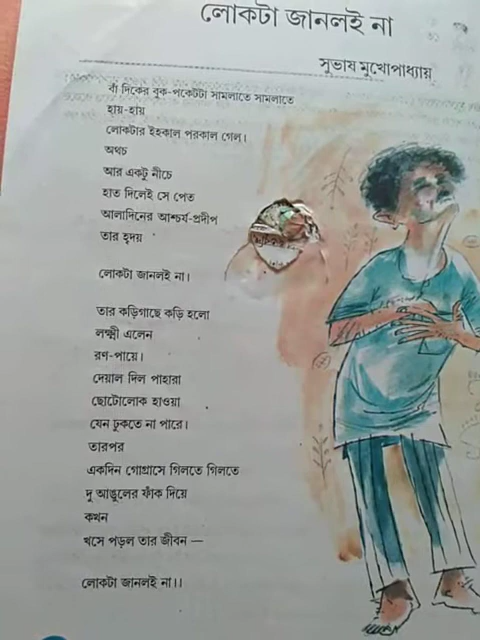 লোকটা জানলই না
সুভাষ মুখোপাধ্যায়
বাঁ দিকের বুক-পকেটটা সামলাতে সামলাতে
হায়-হায়
লোকটার ইহকাল পরকাল গেল।
অথচ
আর একটু নীচে
হাত দিলেই সে পেত
আলাদিনের আশ্চর্য-প্রদীপ
তার হৃদয়
লোকটা জানলই না।
তার কড়িগাছে কড়ি হলো
লক্ষ্মী এলেন
রণ-পায়ে।
দেয়াল দিল পাহারা
ছোটোলোক হাওয়া
যেন ঢুকতে না পারে।
তারপর
একদিন গোগ্রাসে গিলতে গিলতে
দু আঙুলের ফাঁক দিয়ে
কখন
খসে পড়ল তার জীবন —
লোকটা জানলই না।।